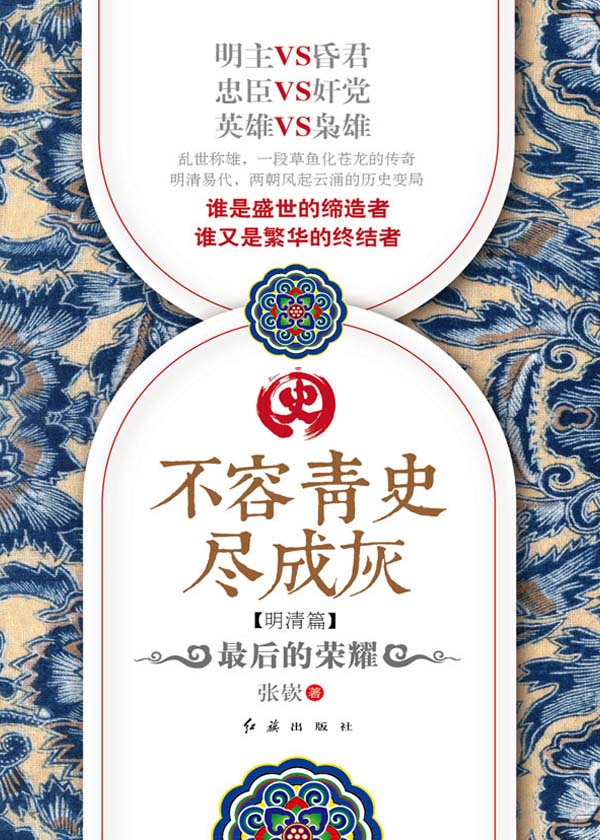 明主VS昏君
忠臣VS奸党
英雄VS枭雄
乱世称雄，一段草鱼化苍龙的传奇
明清易代，两朝风起云涌的历史变局
谁是盛世的缔造者
谁又是繁华的终结者
史
不容青史
尽成灰
【明清篇】
最后的荣耀
张嵚 著
红旗出版社